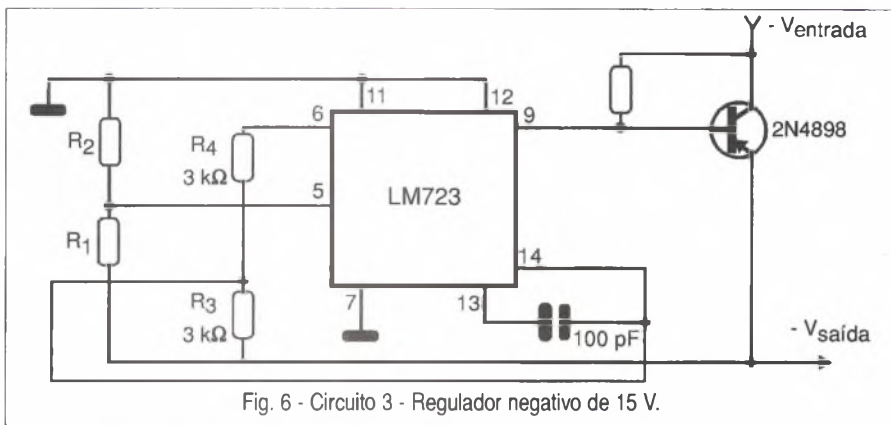 - Ventrada
11
12
6
9
R2
R4
3 kΩ
2N4898
5
LM723
R1
14
R3
3 kΩ
7
13
100 pF
- Vsaída
Fig. 6 - Circuito 3 - Regulador negativo de 15 V.